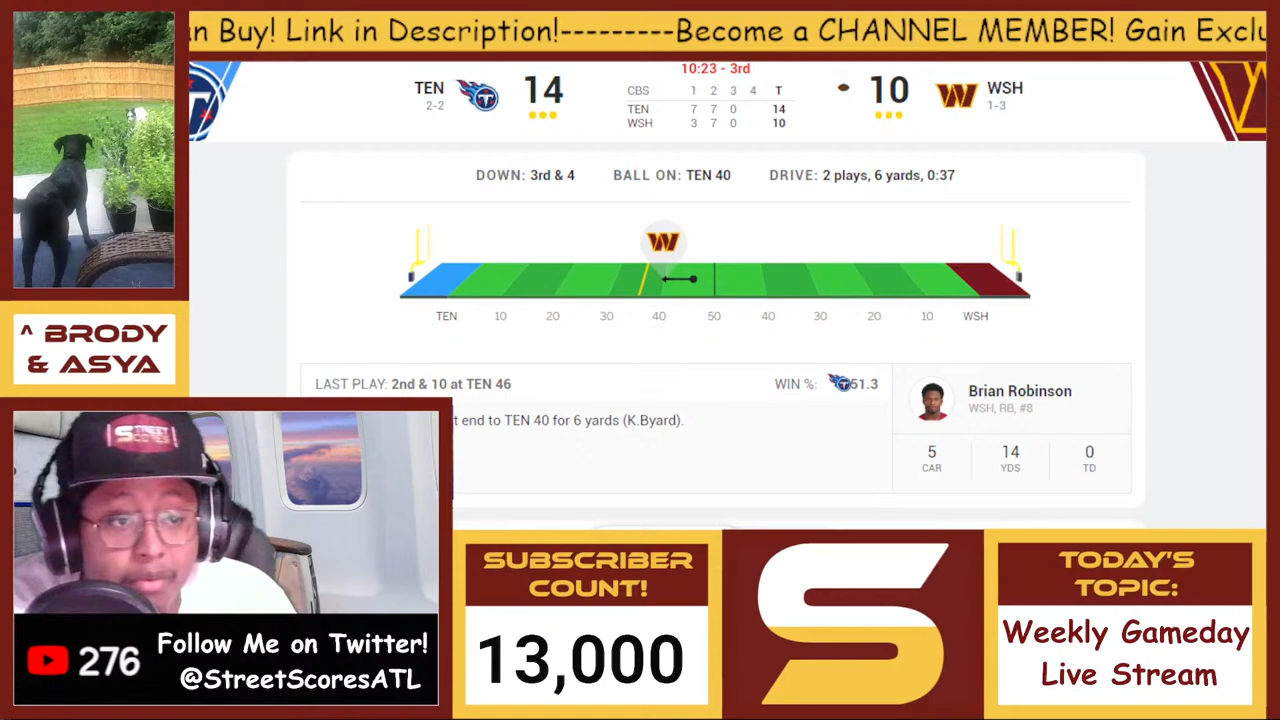 an Buy! Link in Description!---------Become a CHANNEL MEMBER! Gain Exclu
TEN
2-2
14
10:23 - 3rd
CBS 1 2 3 4 T
TEN 7 7 0 14
WSH 3 7 0 10
10
WSH
1-3
DOWN: 3rd & 4 BALL ON: TEN 40 DRIVE: 2 plays, 6 yards, 0:37
W
TEN 10 20 30 40 50 40 30 20 10 WSH
LAST PLAY: 2nd & 10 at TEN 46
WIN %: 51.3
t end to TEN 40 for 6 yards (K.Byard).
Brian Robinson
WSH, RB, #8
5 14 0
CAR YDS TD
^ BRODY
& ASYA
STREET
SCORES
276
Follow Me on Twitter!
@StreetScoresATL
SUBSCRIBER
COUNT!
13,000
S
TODAY'S
TOPIC:
Weekly Gameday
Live Stream